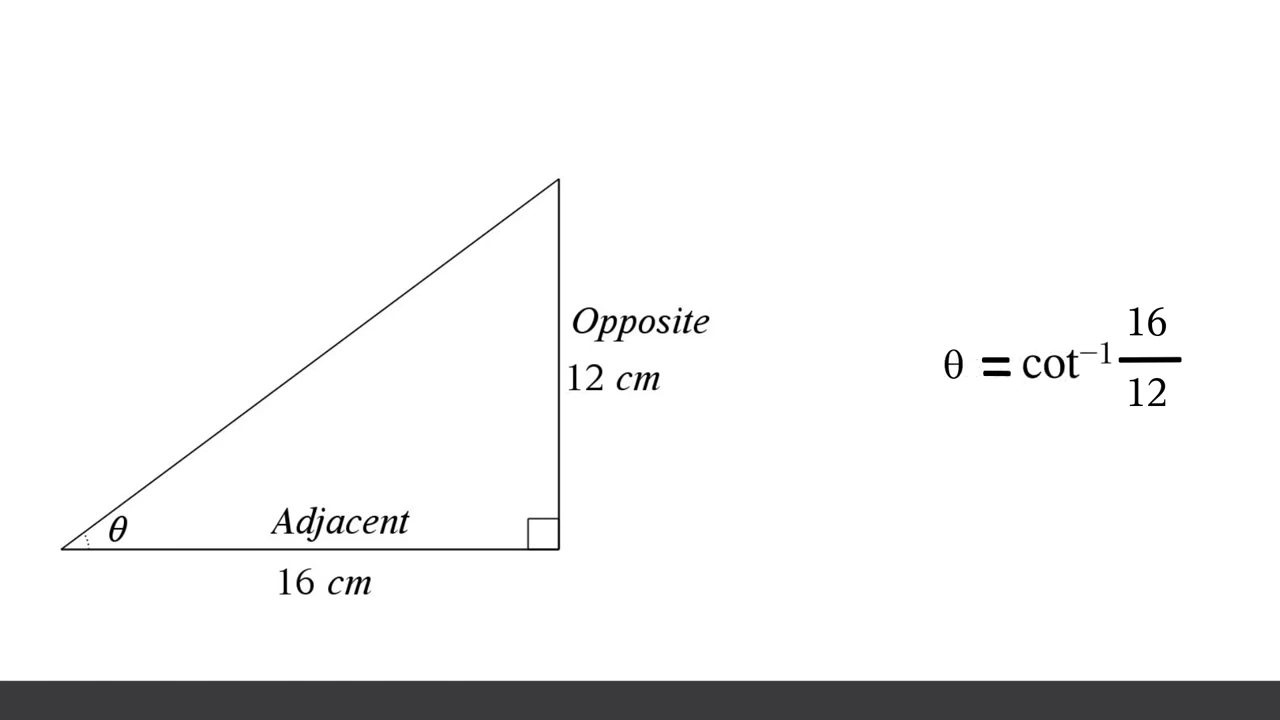 Opposite
12 cm
θ
Adjacent
16 cm
θ = cot⁻¹ 16/12